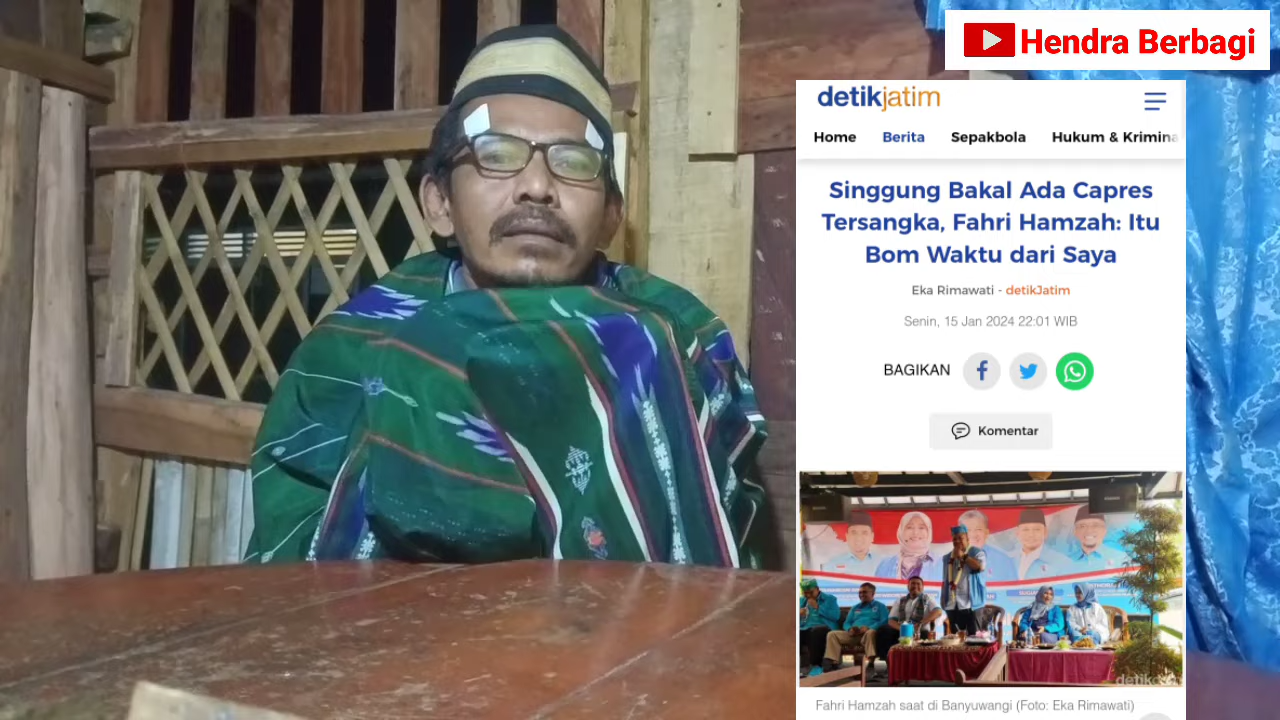 Hendra Berbagi
detikjatim
Home Berita Sepakbola Hukum & Krimina
Singgung Bakal Ada Capres
Tersangka, Fahri Hamzah: Itu
Bom Waktu dari Saya
Eka Rimawati - detikJatim
Senin, 15 Jan 2024 22:01 WIB
BAGIKAN
Komentar
Fahri Hamzah saat di Banyuwangi (Foto: Eka Rimawati)